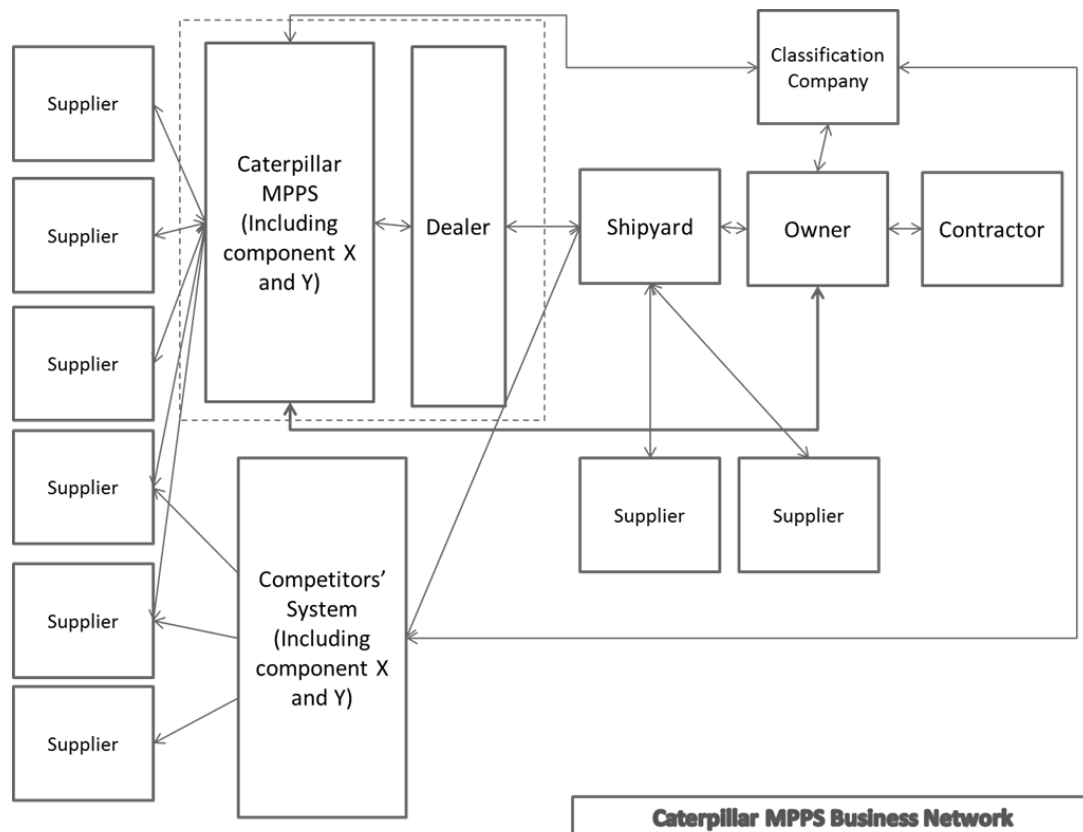 Supplier
Supplier
Supplier
Supplier
Supplier
Supplier
Caterpillar
MPPS
(Including
component X
and Y)
Dealer
Classification
Company
Shipyard
Owner
Contractor
Supplier
Supplier
Competitors’
System
(Including
component X
and Y)
Caterpillar MPPS Business Network